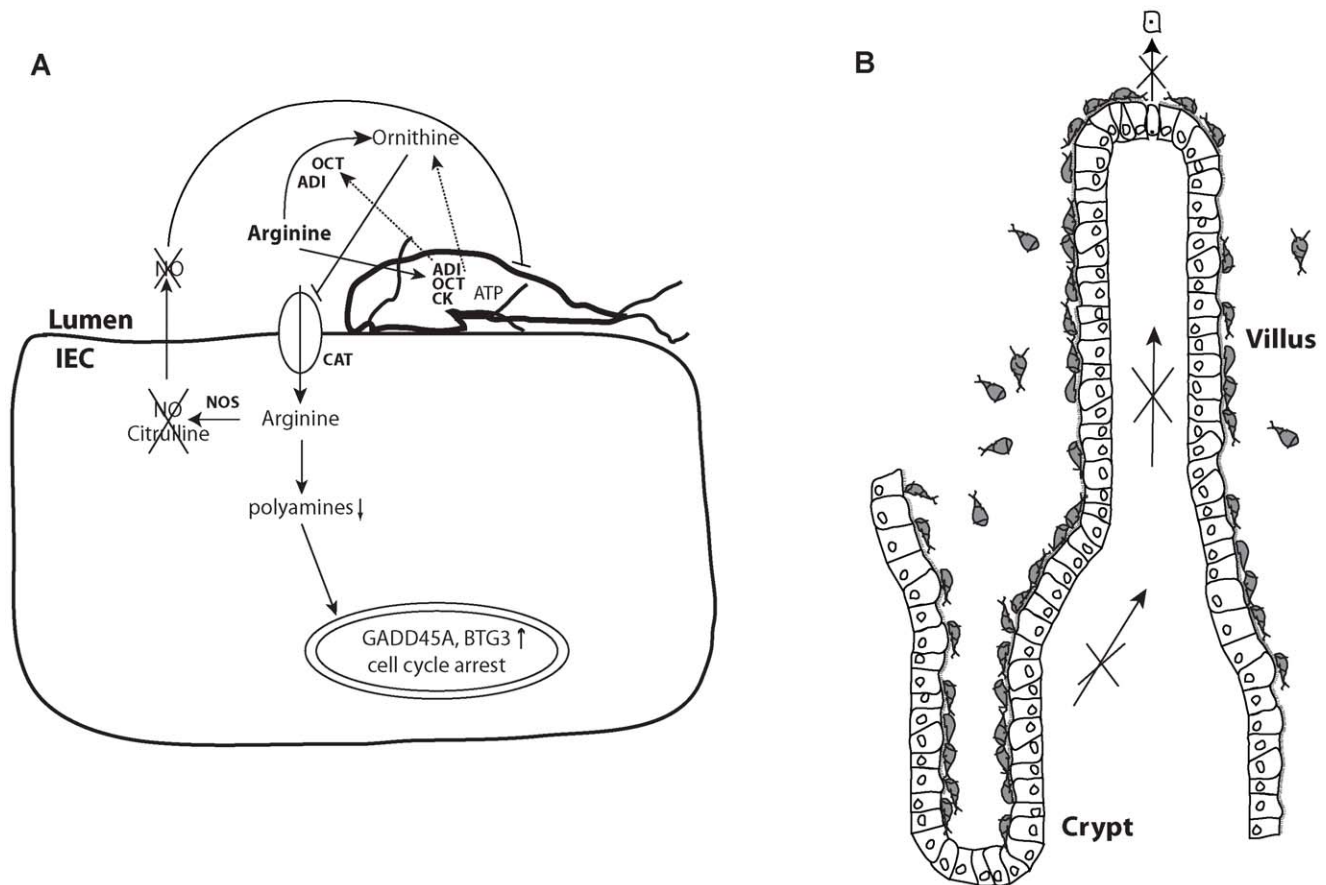 A
Ornithine
OCT
ADI
Arginine
ADI
OCT
CK
ATP
NO
Lumen
IEC
CAT
NO
Citrulline
NOS
Arginine
polyamines↓
GADD45A, BTG3↑
cell cycle arrest
B
Villus
Crypt